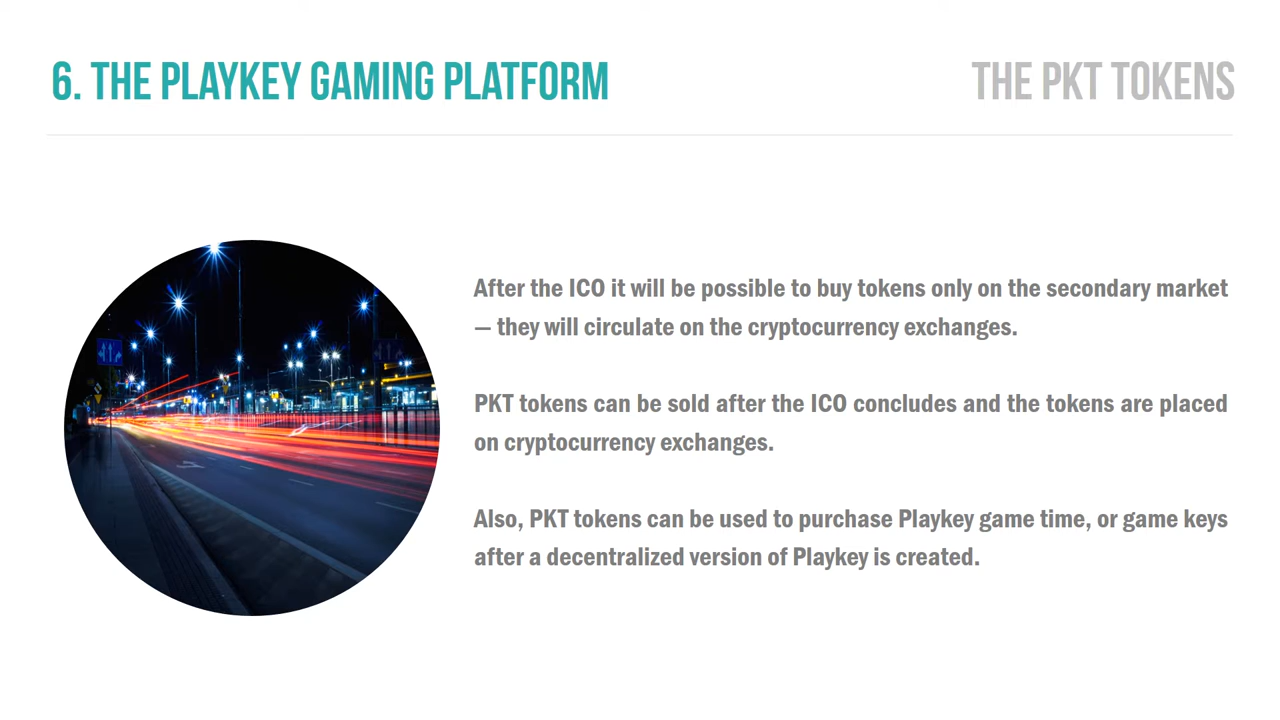 6. THE PLAYKEY GAMING PLATFORM
THE PKT TOKENS
After the ICO it will be possible to buy tokens only on the secondary market
— they will circulate on the cryptocurrency exchanges.
PKT tokens can be sold after the ICO concludes and the tokens are placed
on cryptocurrency exchanges.
Also, PKT tokens can be used to purchase Playkey game time, or game keys
after a decentralized version of Playkey is created.